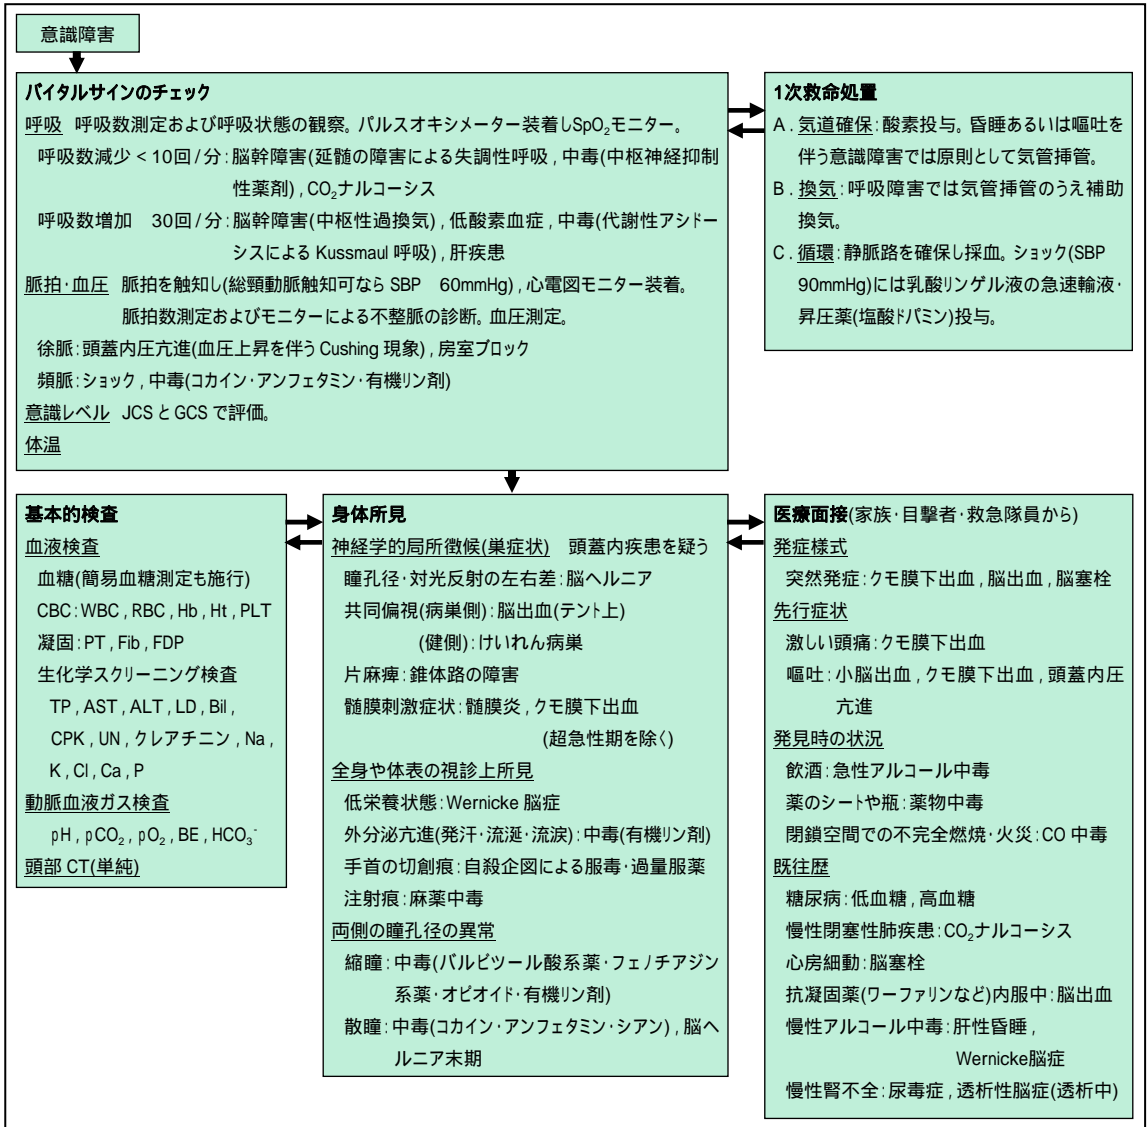 意識障害
バイタルサインのチェック
呼吸　呼吸数測定および呼吸状態の観察。パルスオキシメーター装着しSpO₂モニター。
呼吸数減少 < 10回/分:脳幹障害(延髄の障害による失調性呼吸,中毒(中枢神経抑制
性薬剤),CO₂ナルコーシス
呼吸数増加　30回/分:脳幹障害(中枢性過換気),低酸素血症,中毒(代謝性アシドー
シスによる Kussmaul 呼吸),肝疾患
脈拍・血圧　脈拍を触知し(総頸動脈触知可なら SBP　60mmHg),心電図モニター装着。
脈拍数測定およびモニターによる不整脈の診断。血圧測定。
徐脈:頭蓋内圧亢進(血圧上昇を伴う Cushing 現象),房室ブロック
頻脈:ショック,中毒(コカイン・アンフェタミン・有機リン剤)
意識レベル　JCS と GCS で評価。
体温
1次救命処置
A.気道確保:酸素投与。昏睡あるいは嘔吐を
伴う意識障害では原則として気管挿管。
B.換気:呼吸障害では気管挿管のうえ補助
換気。
C.循環:静脈路を確保し採血。ショック(SBP
90mmHg)には乳酸リンゲル液の急速輸液・
昇圧薬(塩酸ドパミン)投与。
基本的検査
血液検査
血糖(簡易血糖測定も施行)
CBC:WBC,RBC,Hb,Ht,PLT
凝固:PT,Fib,FDP
生化学スクリーニング検査
TP,AST,ALT,LD,Bil,
CPK,UN,クレアチニン,Na,
K,Cl,Ca,P
動脈血液ガス検査
pH,pCO₂,pO₂,BE,HCO₃⁻
頭部 CT(単純)
身体所見
神経学的局所徴候(巣症状)　頭蓋内疾患を疑う
瞳孔径・対光反射の左右差:脳ヘルニア
共同偏視(病巣側):脳出血(テント上)
(健側):けいれん病巣
片麻痺:錐体路の障害
髄膜刺激症状:髄膜炎,クモ膜下出血
(超急性期を除く)
全身や体表の視診上所見
低栄養状態:Wernicke 脳症
外分泌亢進(発汗・流涎・流涙):中毒(有機リン剤)
手首の切創痕:自殺企図による服毒・過量服薬
注射痕:麻薬中毒
両側の瞳孔径の異常
縮瞳:中毒(バルビツール酸系薬・フェノチアジン
系薬・オピオイド・有機リン剤)
散瞳:中毒(コカイン・アンフェタミン・シアン),脳ヘ
ルニア末期
医療面接(家族・目撃者・救急隊員から)
発症様式
突然発症:クモ膜下出血,脳出血,脳塞栓
先行症状
激しい頭痛:クモ膜下出血
嘔吐:小脳出血,クモ膜下出血,頭蓋内圧
亢進
発見時の状況
飲酒:急性アルコール中毒
薬のシートや瓶:薬物中毒
閉鎖空間での不完全燃焼・火災:CO 中毒
既往歴
糖尿病:低血糖,高血糖
慢性閉塞性肺疾患:CO₂ナルコーシス
心房細動:脳塞栓
抗凝固薬(ワーファリンなど)内服中:脳出血
慢性アルコール中毒:肝性昏睡,
Wernicke脳症
慢性腎不全:尿毒症,透析性脳症(透析中)